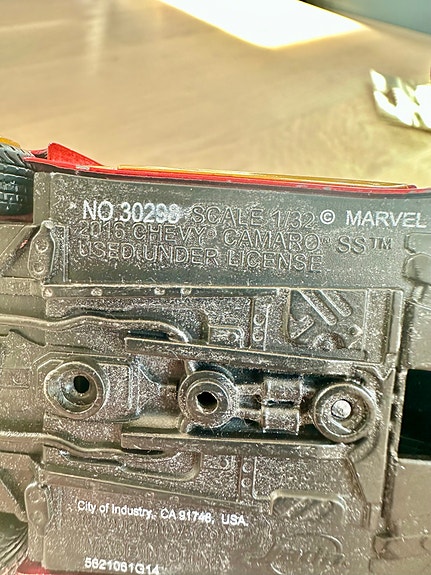 NO.30298 SCALE 1/32 © MARVEL
2016 CHEVY CAMARO® SS™
USED UNDER LICENSE
City of Industry, CA 91748, USA.
5621061G14